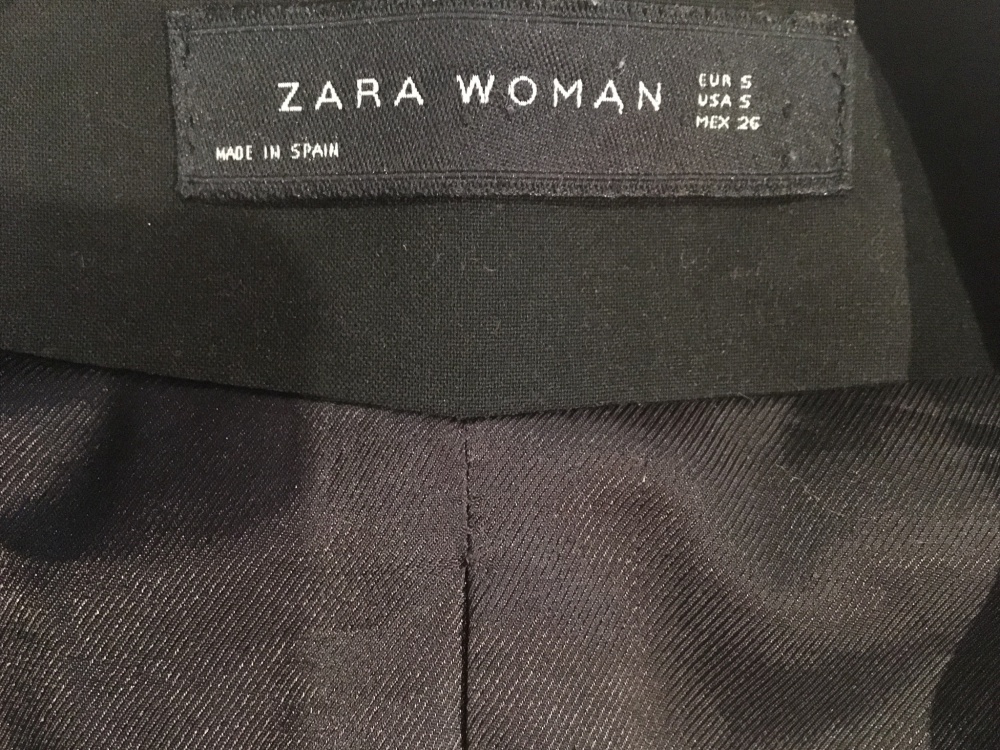 ZARA WOMAN
EUR S
USA S
MEX 26
MADE IN SPAIN